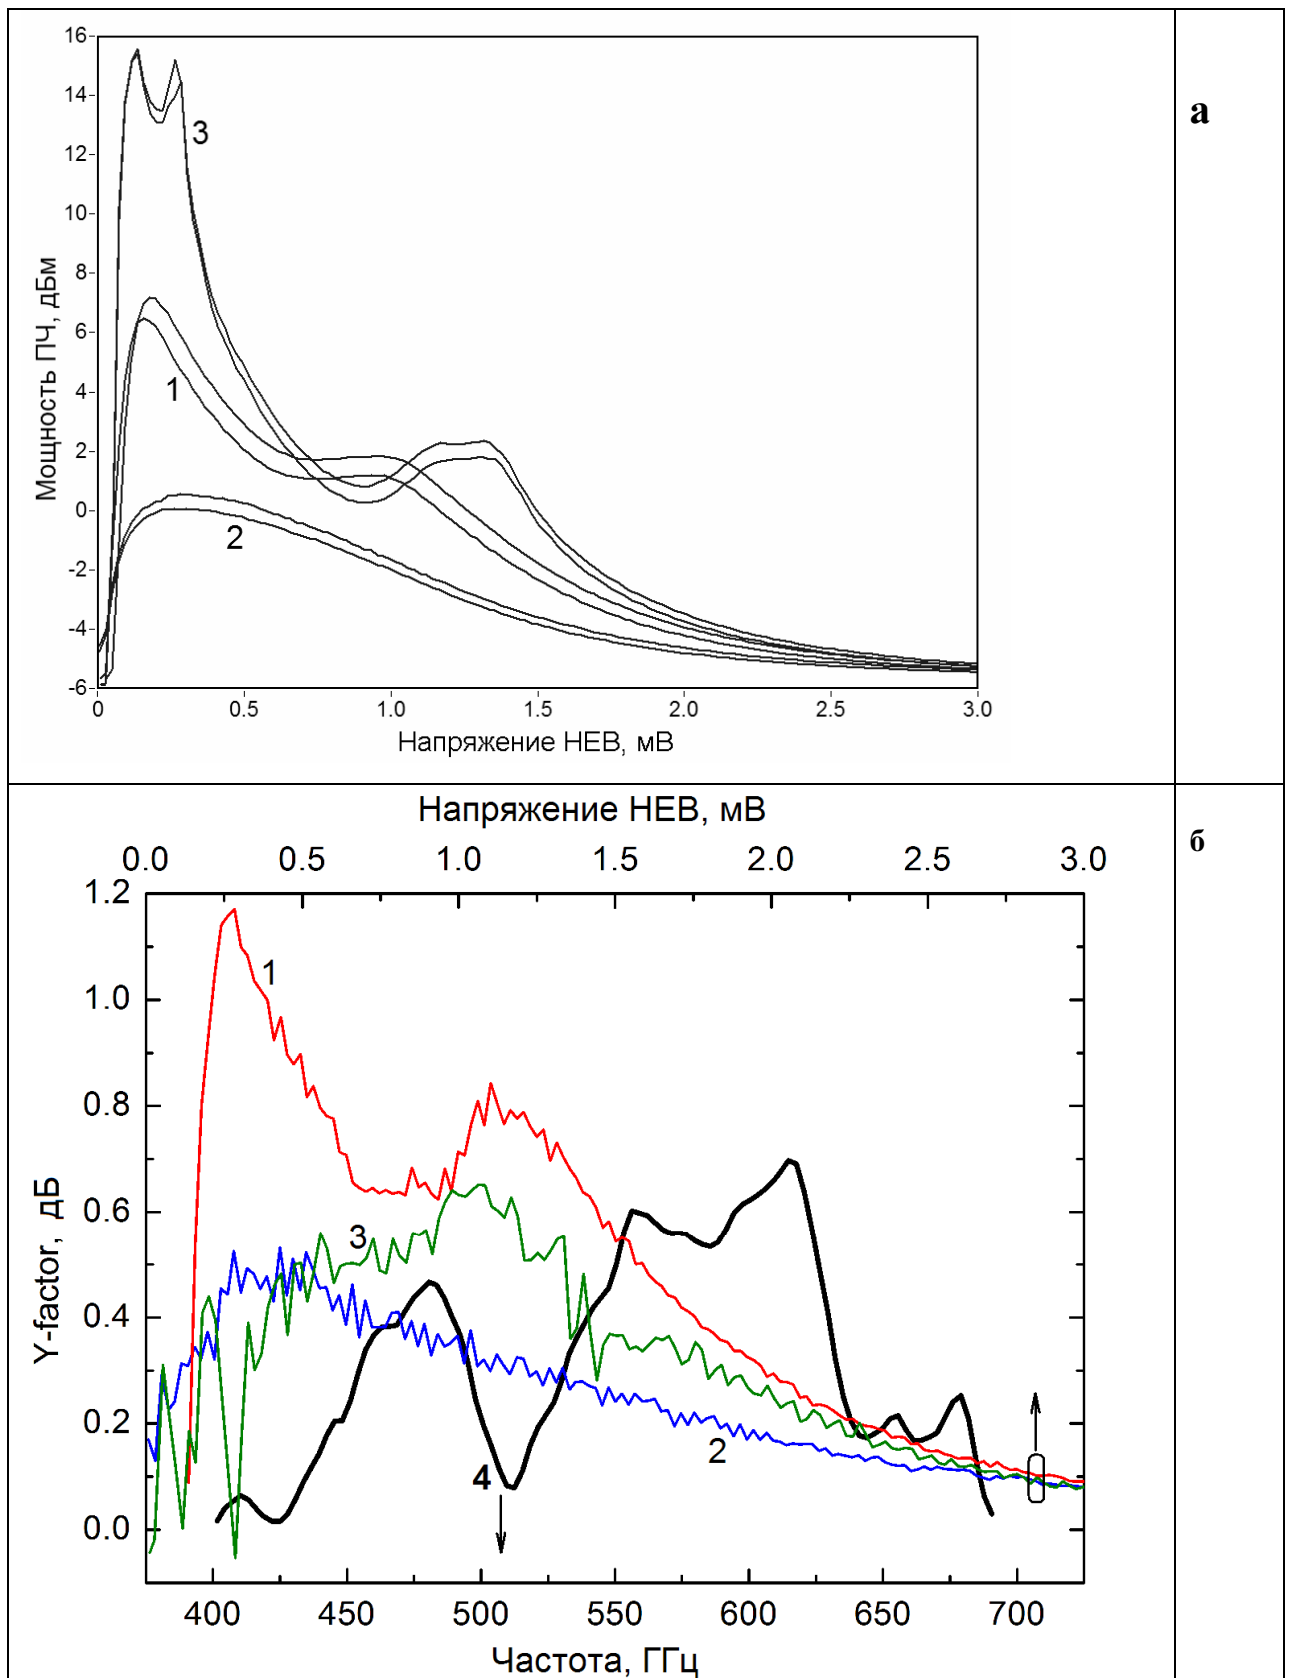 16
14
12
10
8
6
4
2
0
-2
-4
-6
Мощность ПЧ, дБм
3
1
2
0 0.5 1.0 1.5 2.0 2.5 3.0
Напряжение НЕВ, мВ
а
Напряжение НЕВ, мВ
0.0 0.5 1.0 1.5 2.0 2.5 3.0
б
1.2
1.0
0.8
0.6
0.4
0.2
0.0
Y-factor, дБ
1
3
2
4
400 450 500 550 600 650 700
Частота, ГГц